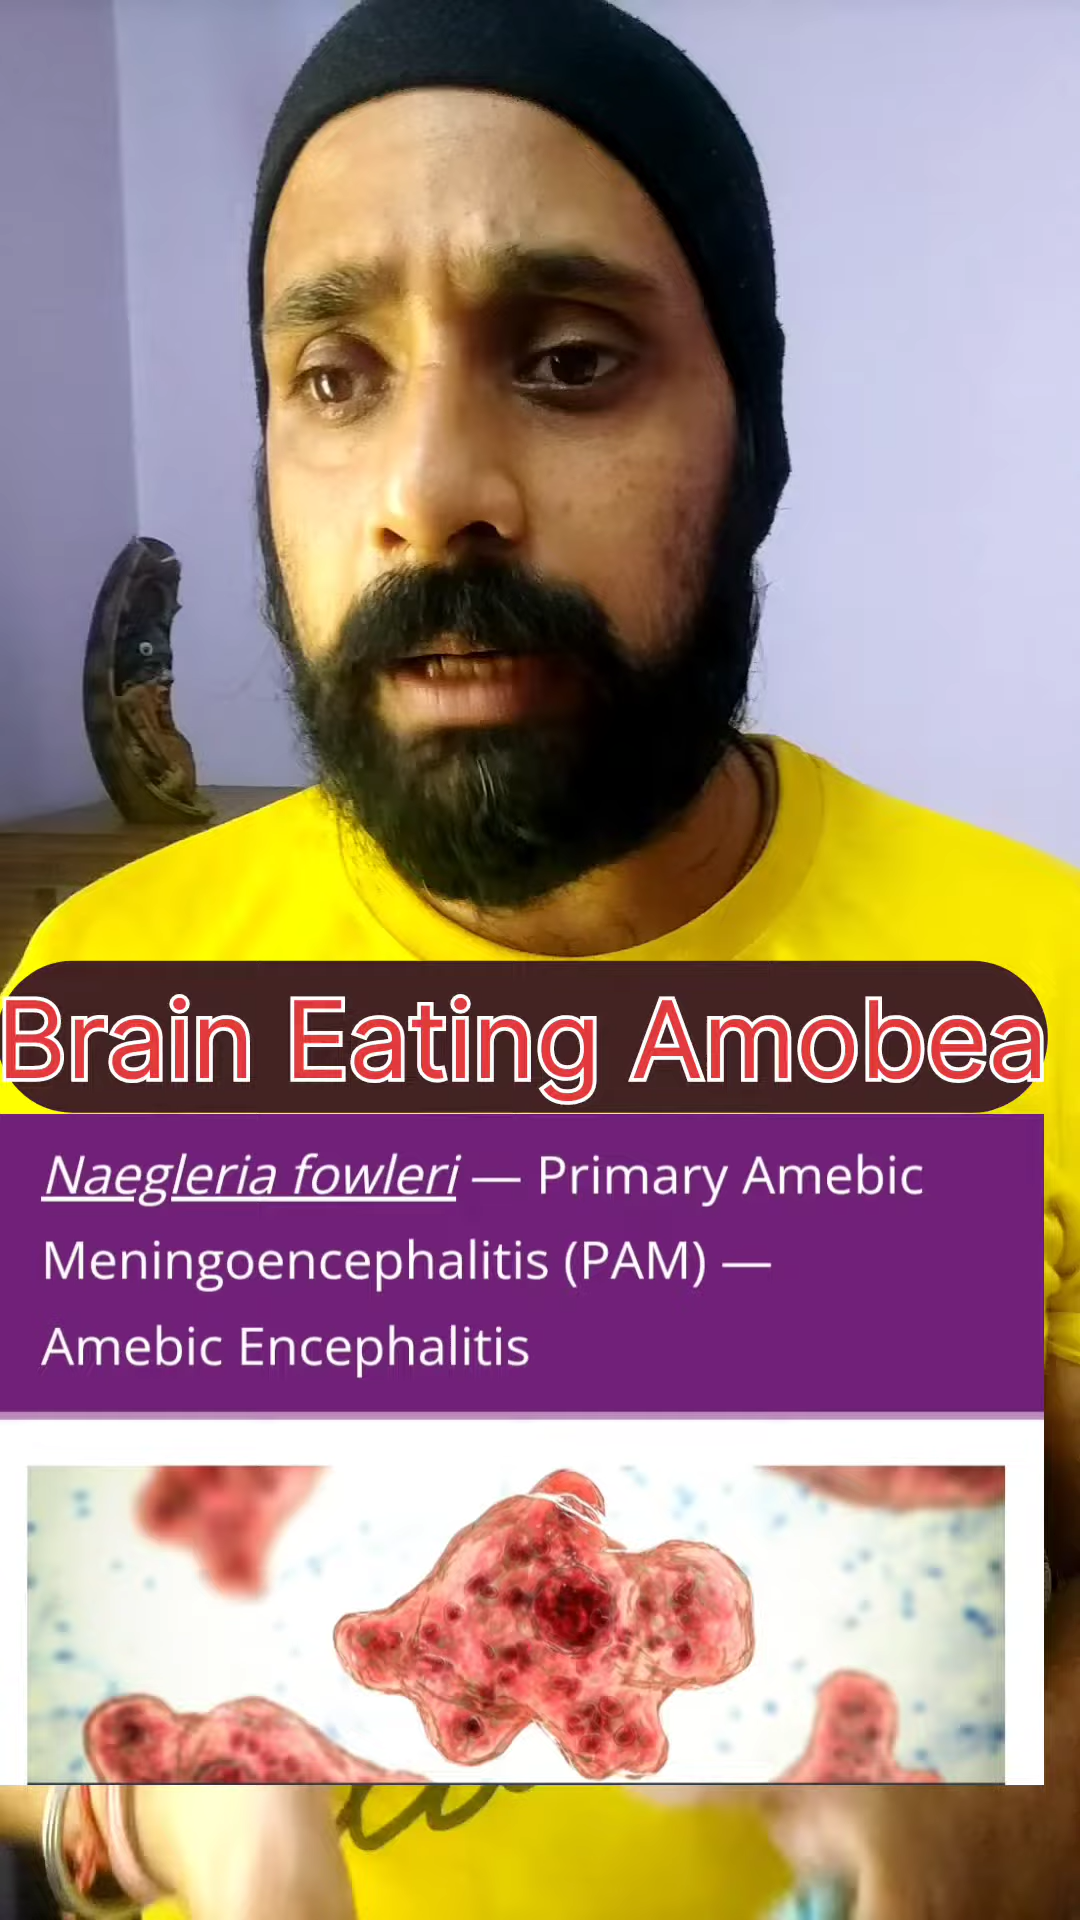 Brain Eating Amobea
Naegleria fowleri — Primary Amebic
Meningoencephalitis (PAM) —
Amebic Encephalitis